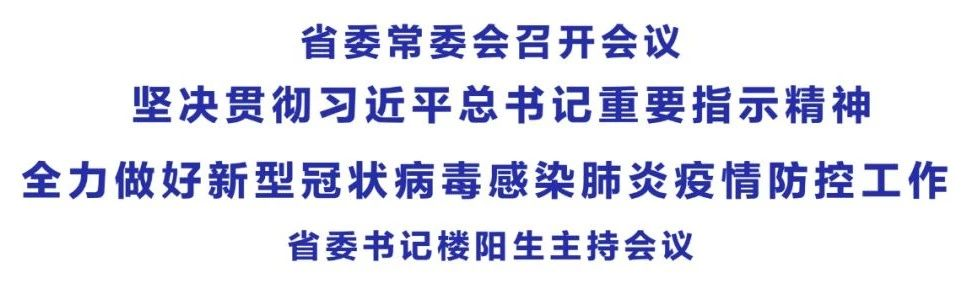 省委常委会召开会议
坚决贯彻习近平总书记重要指示精神
全力做好新型冠状病毒感染肺炎疫情防控工作
省委书记楼阳生主持会议